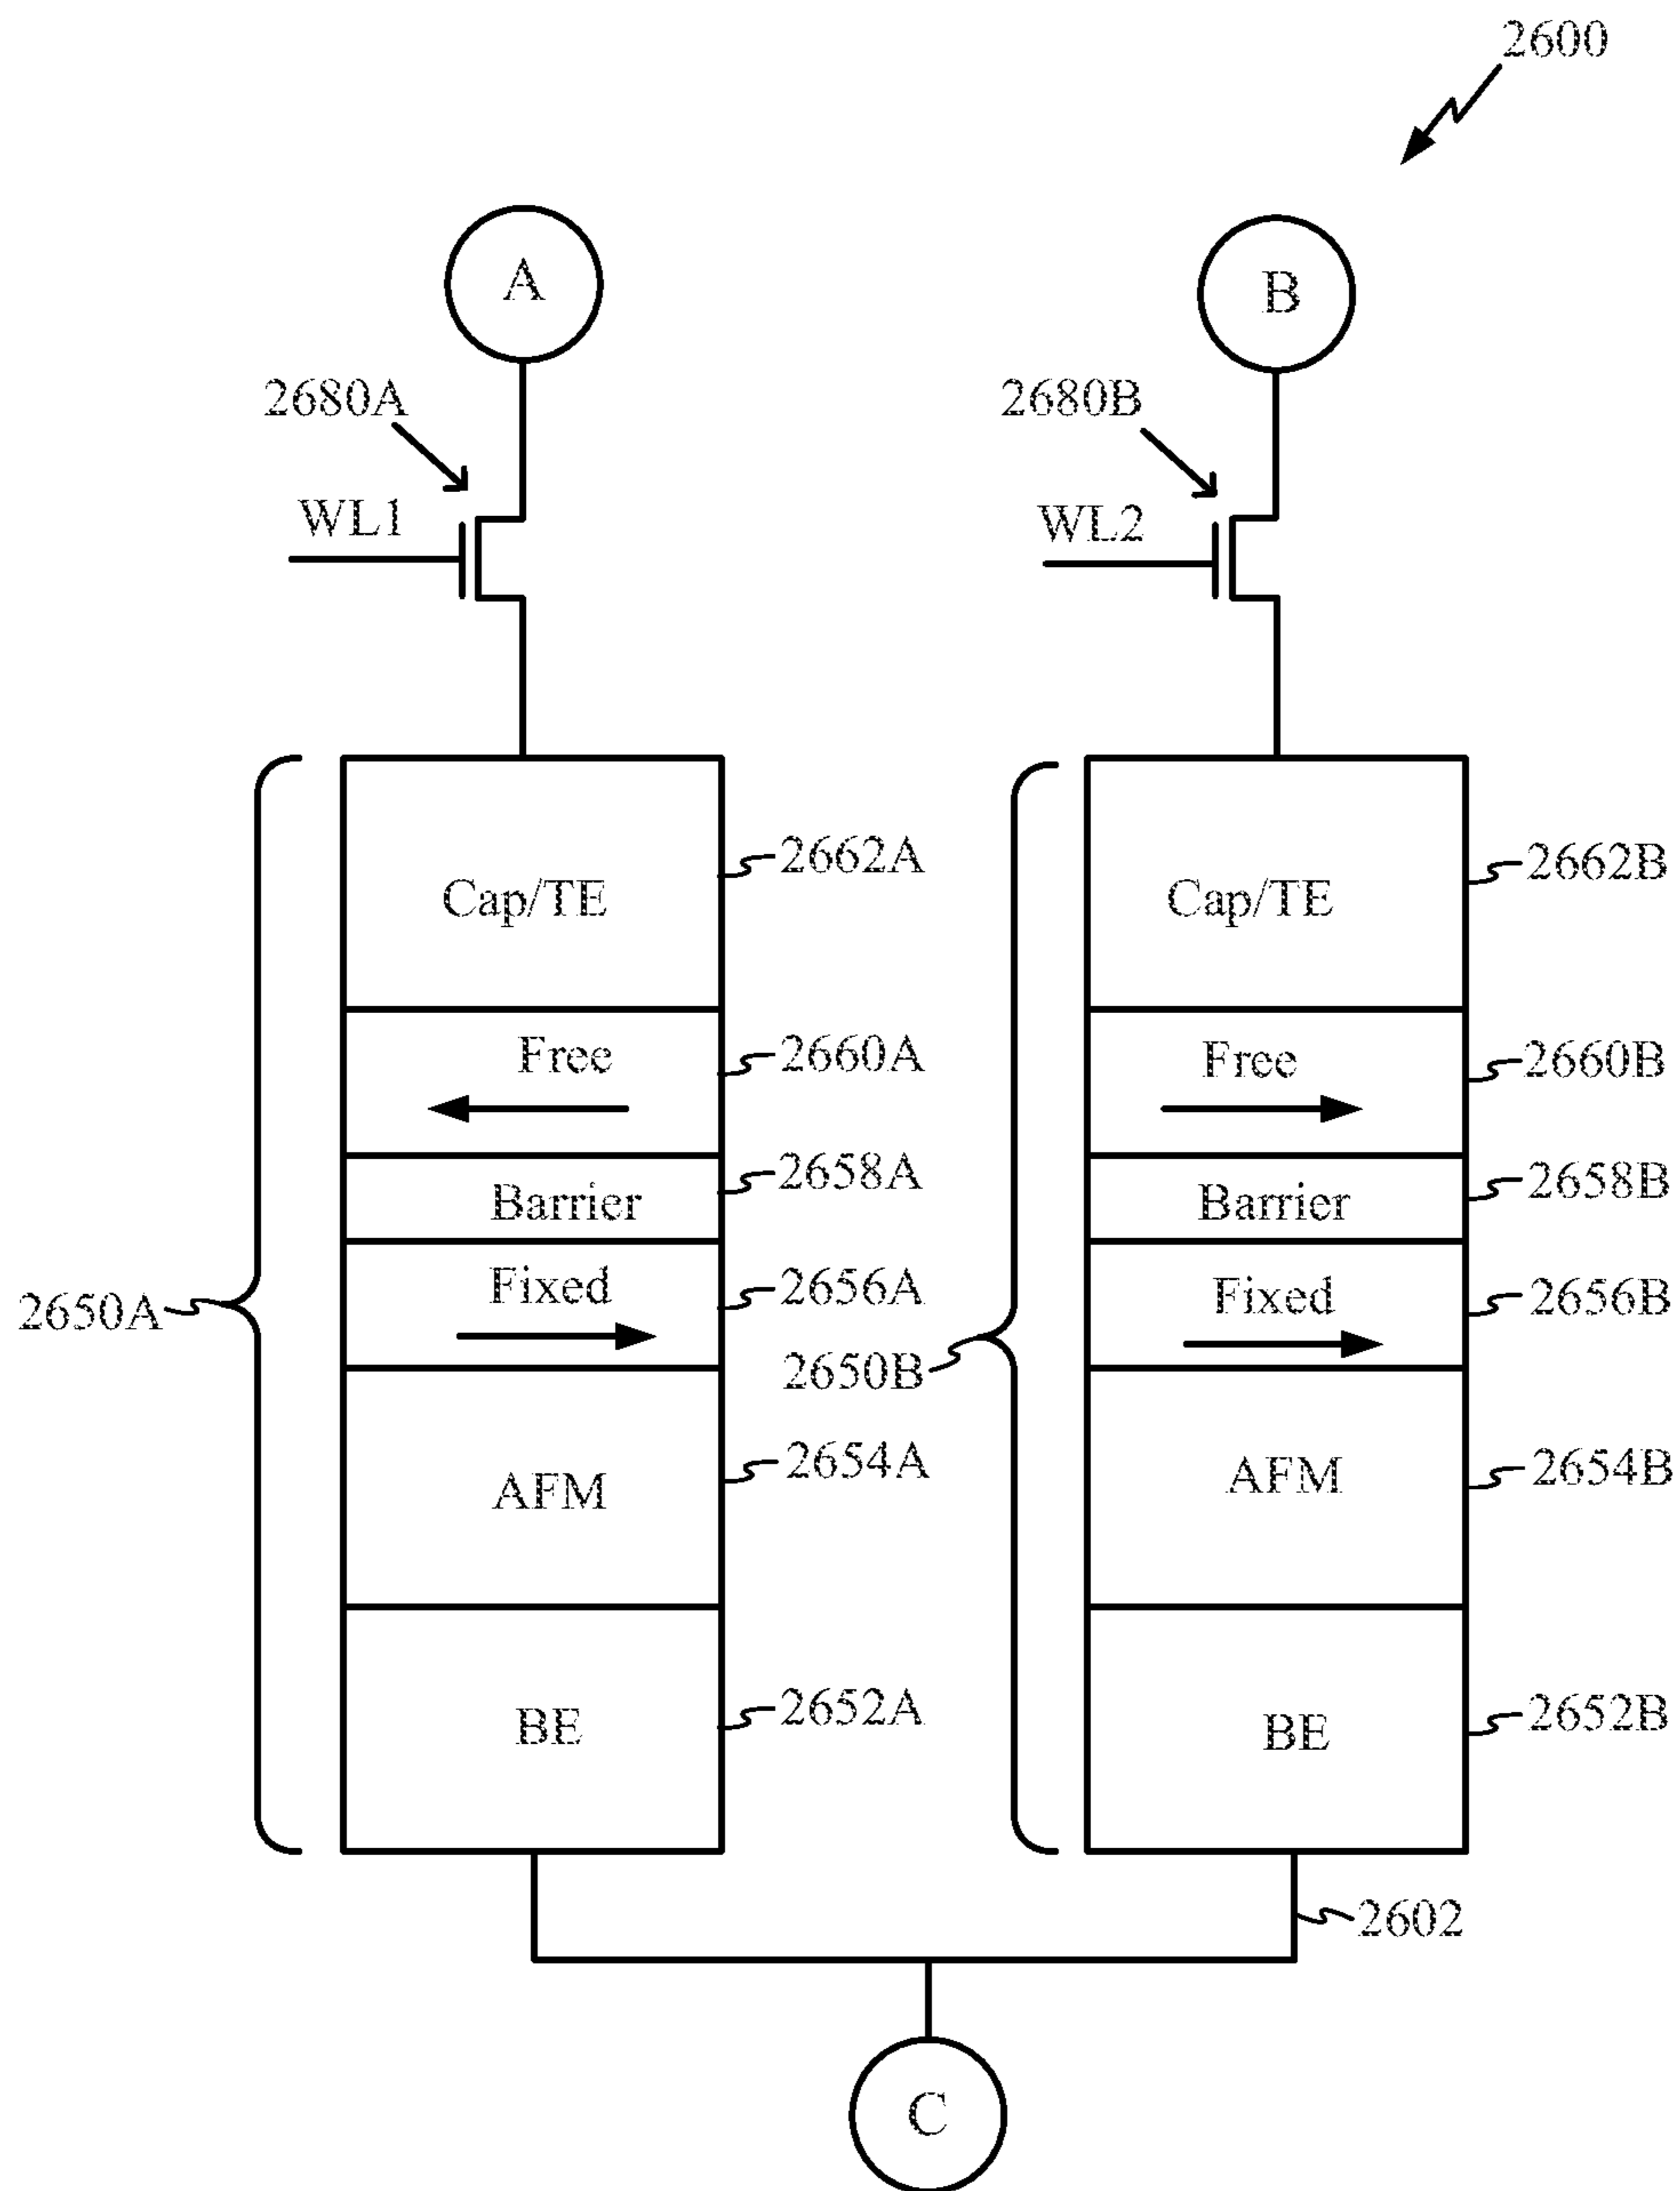 2600
A
B
2680A
2680B
WL1
WL2
Cap/TE
2662A
Cap/TE
2662B
Free
2660A
Free
2660B
Barrier
2658A
Barrier
2658B
2650A
Fixed
2656A
2650B
Fixed
2656B
AFM
2654A
AFM
2654B
BE
2652A
BE
2652B
2602
C